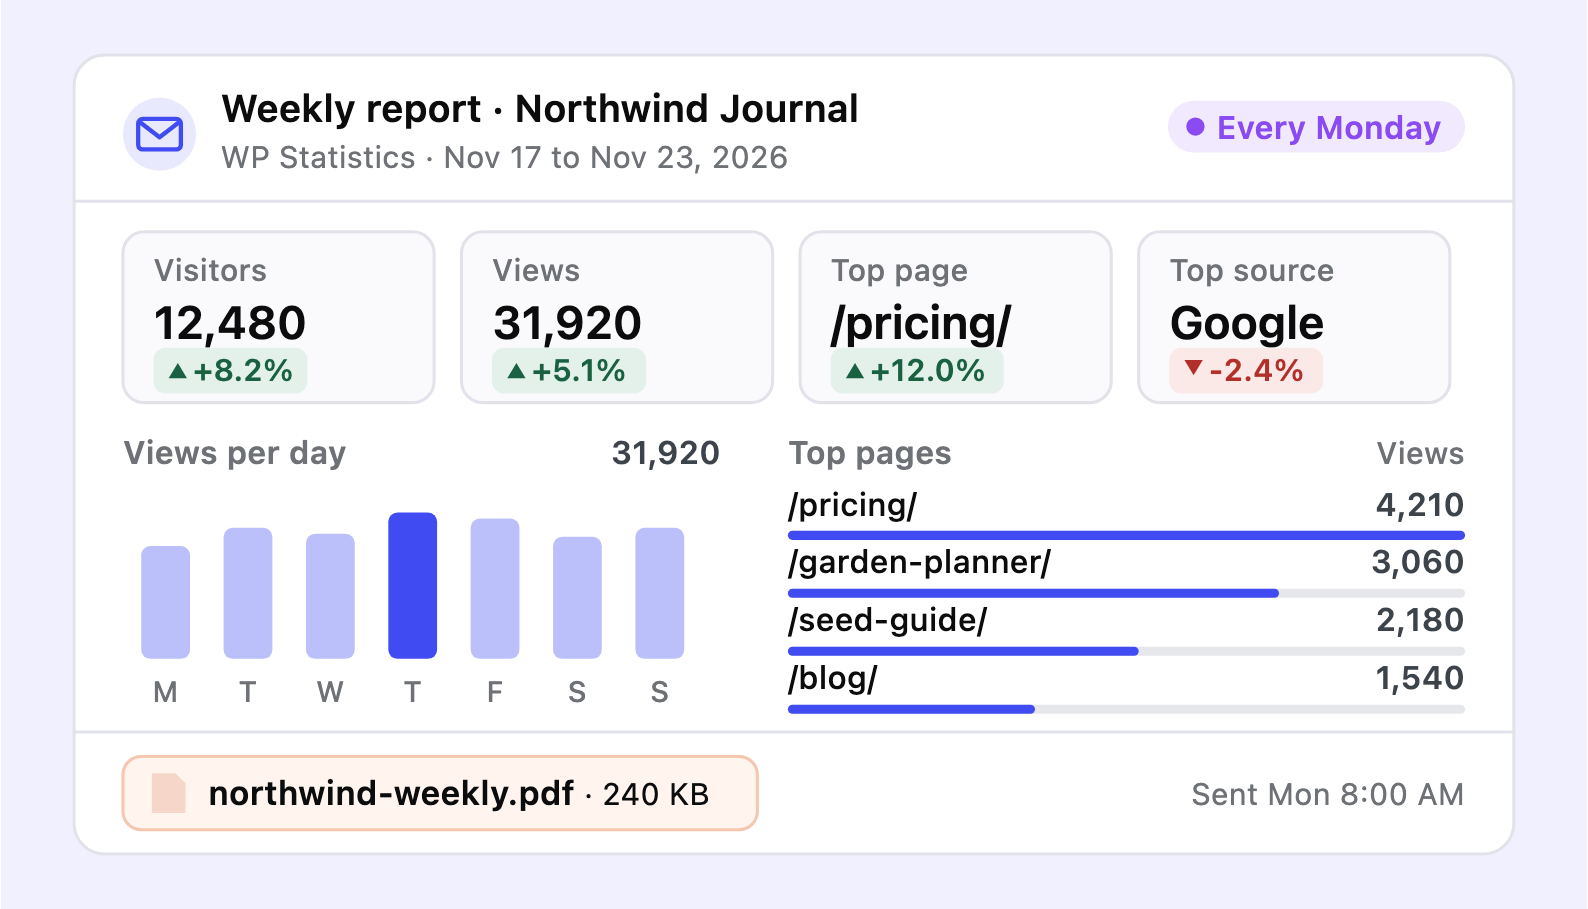 Weekly report · Northwind Journal
WP Statistics · Nov 17 to Nov 23, 2026
Every Monday
Visitors
12,480
▲+8.2%
Views
31,920
▲+5.1%
Top page
/pricing/
▲+12.0%
Top source
Google
▼-2.4%
Views per day 31,920
M T W T F S S
Top pages Views
/pricing/ 4,210
/garden-planner/ 3,060
/seed-guide/ 2,180
/blog/ 1,540
northwind-weekly.pdf · 240 KB
Sent Mon 8:00 AM